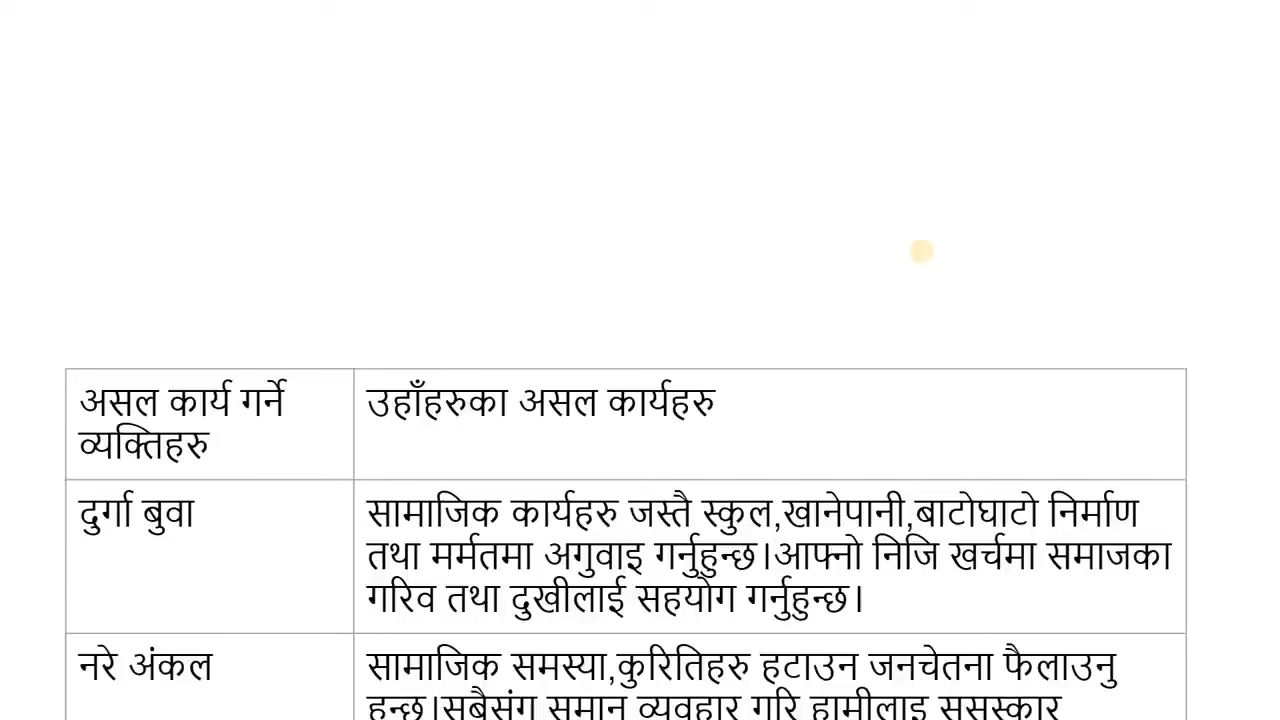 असल कार्य गर्ने
व्यक्तिहरु
उहाँहरुका असल कार्यहरु
दुर्गा बुवा
सामाजिक कार्यहरु जस्तै स्कुल,खानेपानी,बाटोघाटो निर्माण
तथा मर्मतमा अगुवाइ गर्नुहुन्छ।आफ्नो निजि खर्चमा समाजका
गरिव तथा दुखीलाई सहयोग गर्नुहुन्छ।
नरे अंकल
सामाजिक समस्या,कुरितिहरु हटाउन जनचेतना फैलाउनु
हुन्छ।सबैसंग समान व्यवहार गरि हामीलाइ सुसंस्कार